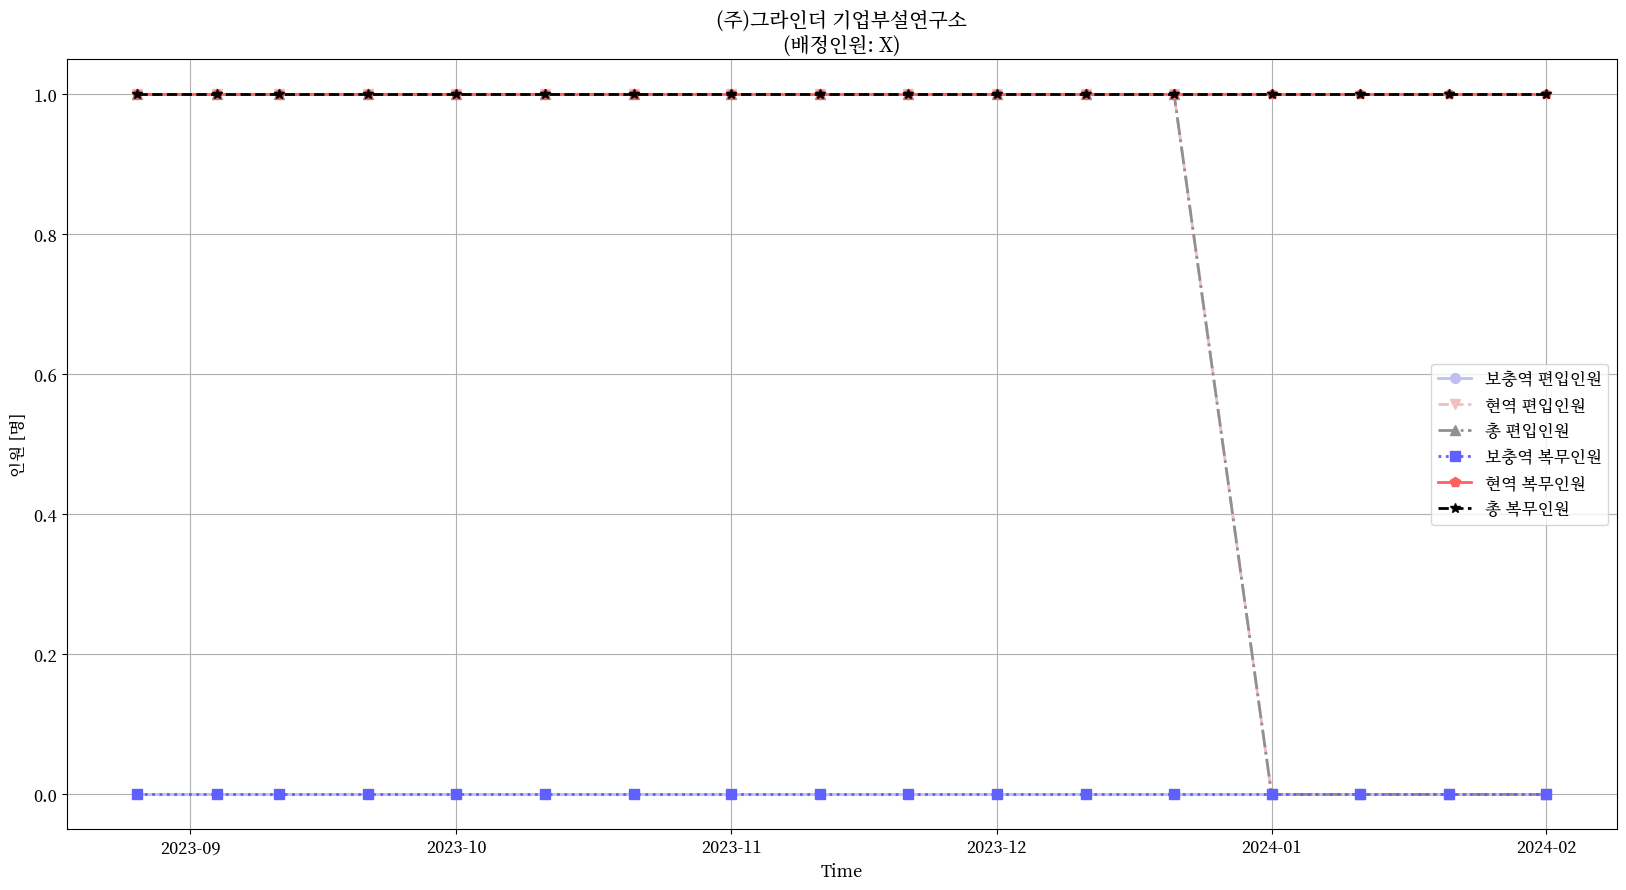 (주)그라인더 기업부설연구소
(배정인원: X)
1.0
0.8
0.6
0.4
0.2
0.0
인원 [명]
보충역 편입인원
현역 편입인원
총 편입인원
보충역 복무인원
현역 복무인원
총 복무인원
2023-09
2023-10
2023-11
2023-12
2024-01
2024-02
Time